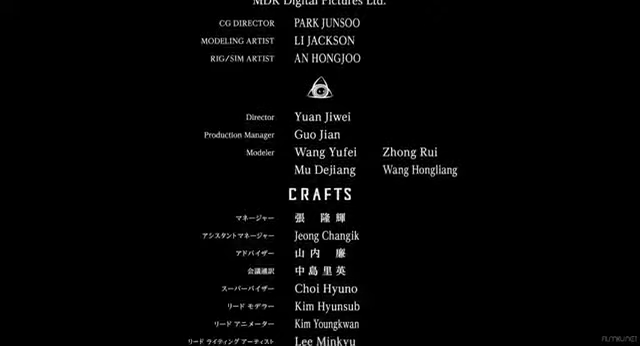 MDK Digital Pictures Ltd.
CG DIRECTOR PARK JUNSOO
MODELING ARTIST LI JACKSON
RIG/SIM ARTIST AN HONGJOO
Director Yuan Jiwei
Production Manager Guo Jian
Modeler Wang Yufei Zhong Rui
Mu Dejiang Wang Hongliang
CRAFTS
マネージャー 張 隆輝
アシスタントマネージャー Jeong Changik
アドバイザー 山内 廉
会議通訳 中島里英
スーパーバイザー Choi Hyuno
リード モデラー Kim Hyunsub
リード アニメーター Kim Youngkwan
リード ライティング アーティスト Lee Minkyu